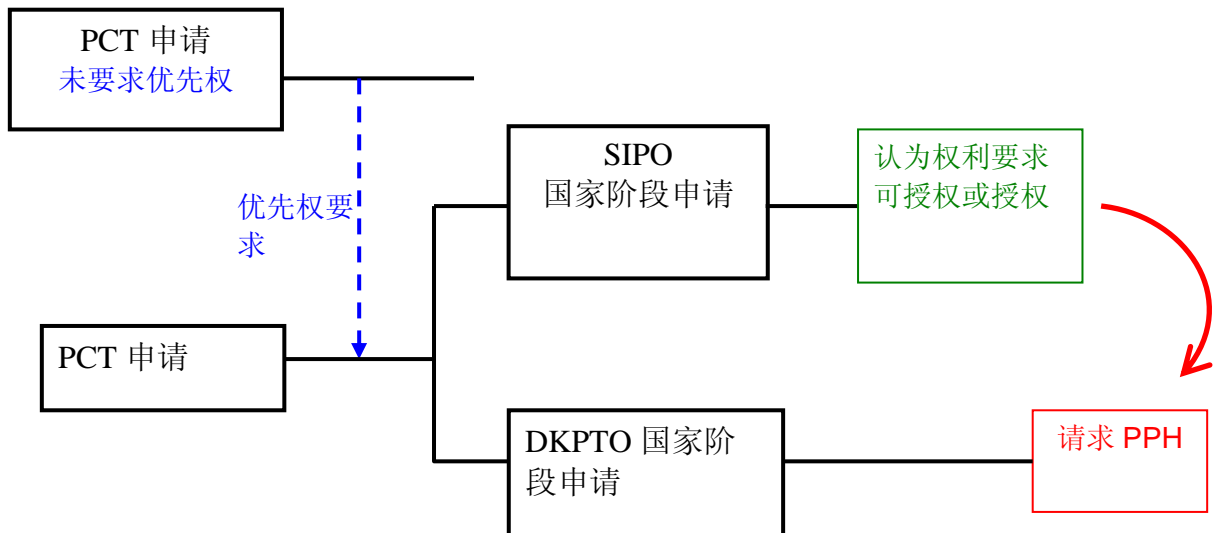 PCT 申请
未要求优先权
SIPO
国家阶段申请
认为权利要求
可授权或授权
优先权要
求
PCT 申请
DKPTO 国家阶
段申请
请求 PPH